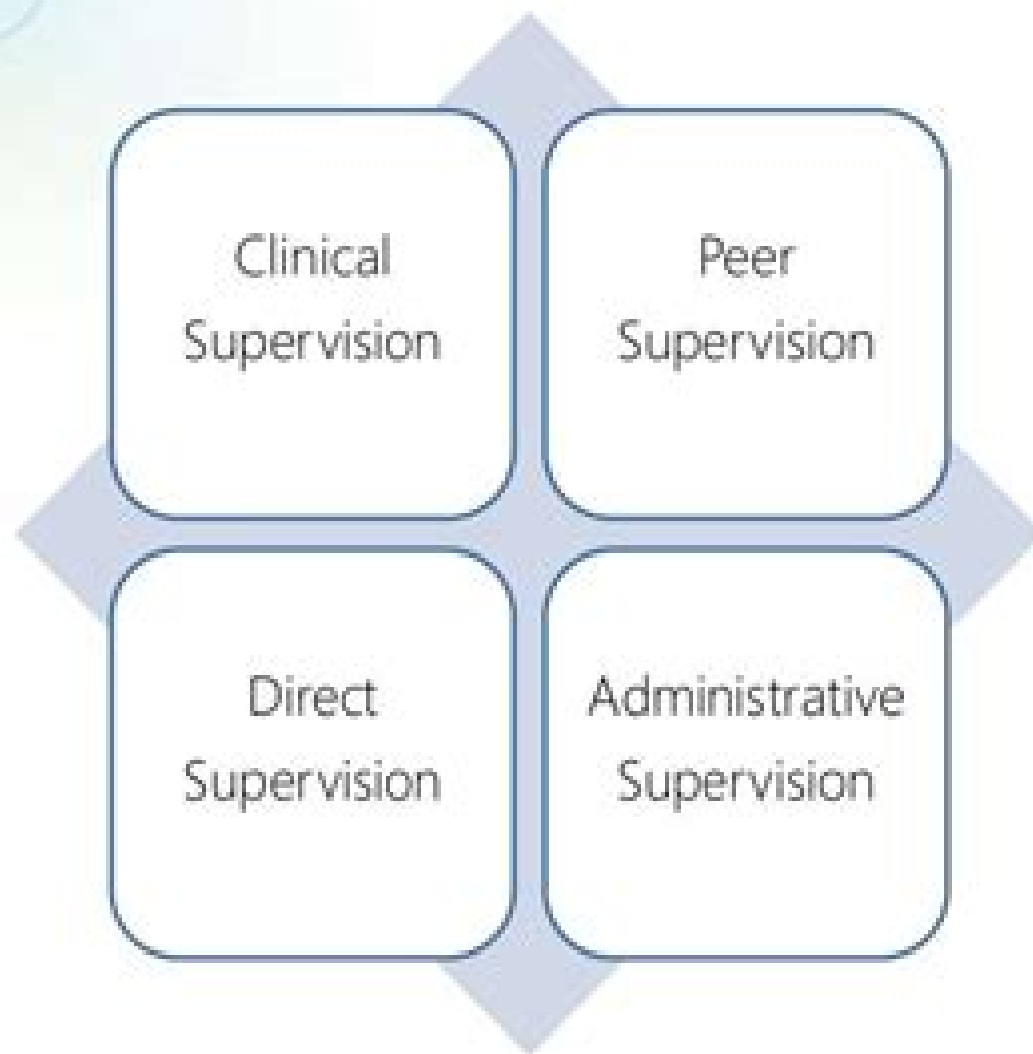 Clinical
Supervision
Peer
Supervision
Direct
Supervision
Administrative
Supervision